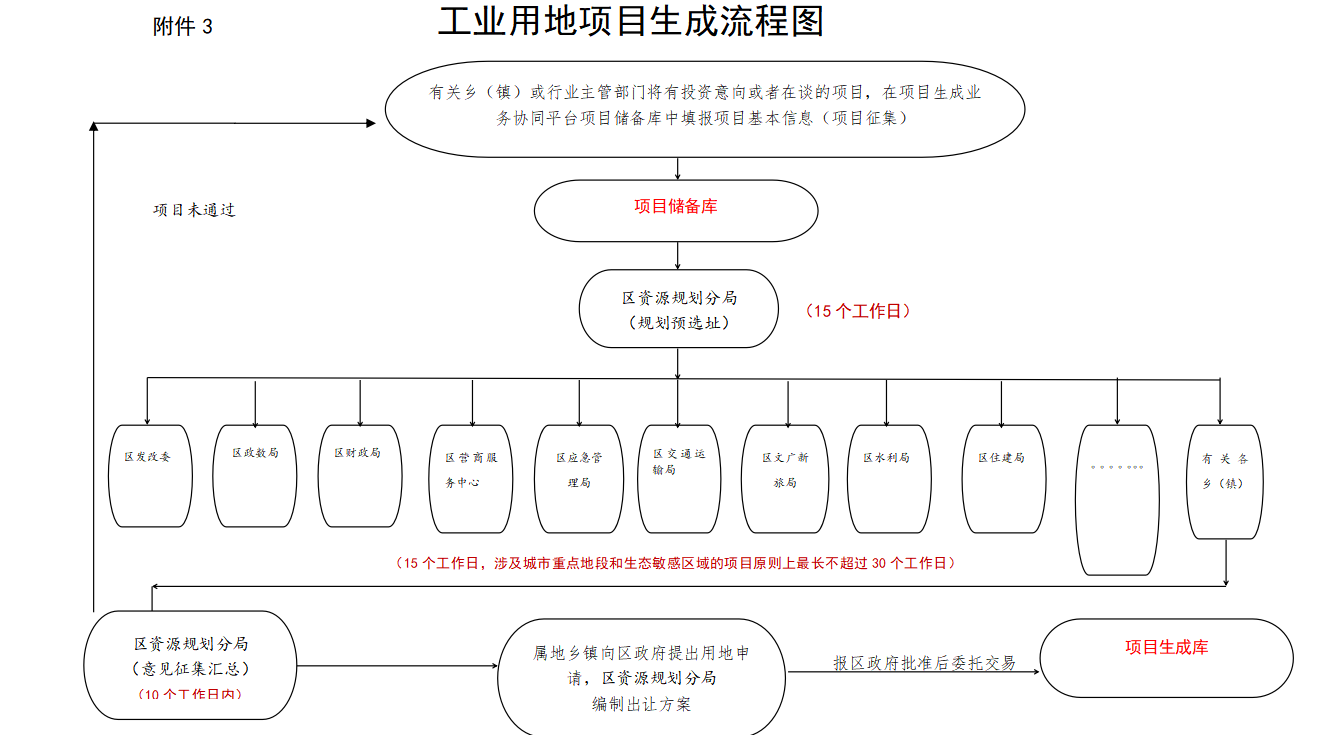 附件 3
工业用地项目生成流程图
有关乡（镇）或行业主管部门将有投资意向或者在谈的项目，在项目生成业
务协同平台项目储备库中填报项目基本信息（项目征集）
项目未通过
项目储备库
区资源规划分局
（规划预选址）
（15 个工作日）
区发改委
区政数局
区财政局
区营商服
务中心
区应急管
理局
区交通运
输局
区文广新
旅局
区水利局
区住建局
。。。。。。。
有关各
乡（镇）
（15 个工作日，涉及城市重点地段和生态敏感区域的项目原则上最长不超过 30 个工作日）
区资源规划分局
（意见征集汇总）
（10 个工作日内）
属地乡镇向区政府提出用地申
请，区资源规划分局
编制出让方案
报区政府批准后委托交易
项目生成库